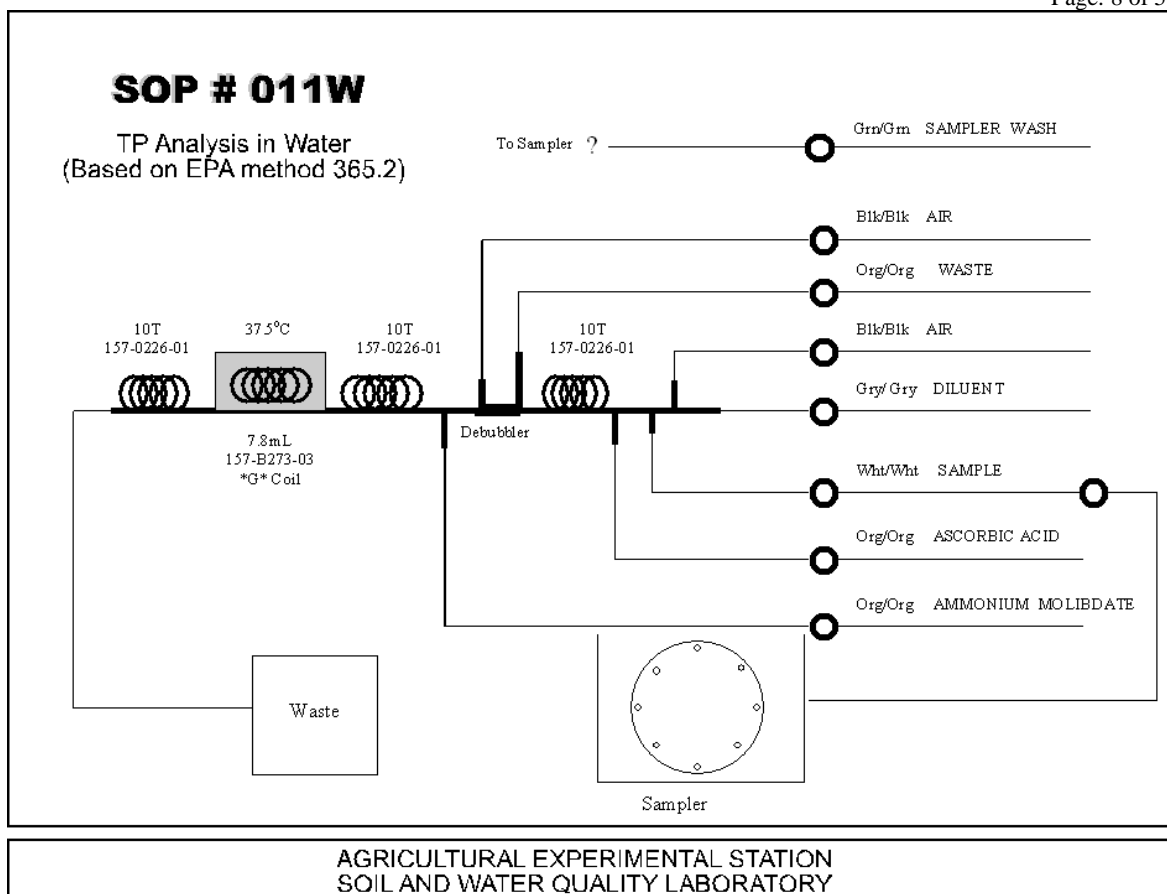 Page: 8 of 3
SOP # 011W
TP Analysis in Water
(Based on EPA method 365.2)
To Sampler ?
Grn/Grn SAMPLER WASH
Blk/Blk AIR
Org/Org WASTE
Blk/Blk AIR
Gry/Gry DILUENT
Wht/Wht SAMPLE
Org/Org ASCORBIC ACID
Org/Org AMMONIUM MOLIBDATE
10T
157-0226-01
37.5°C
10T
157-0226-01
10T
157-0226-01
7.8mL
157-B273-03
*G* Coil
Debubbler
Waste
Sampler
AGRICULTURAL EXPERIMENTAL STATION
SOIL AND WATER QUALITY LABORATORY